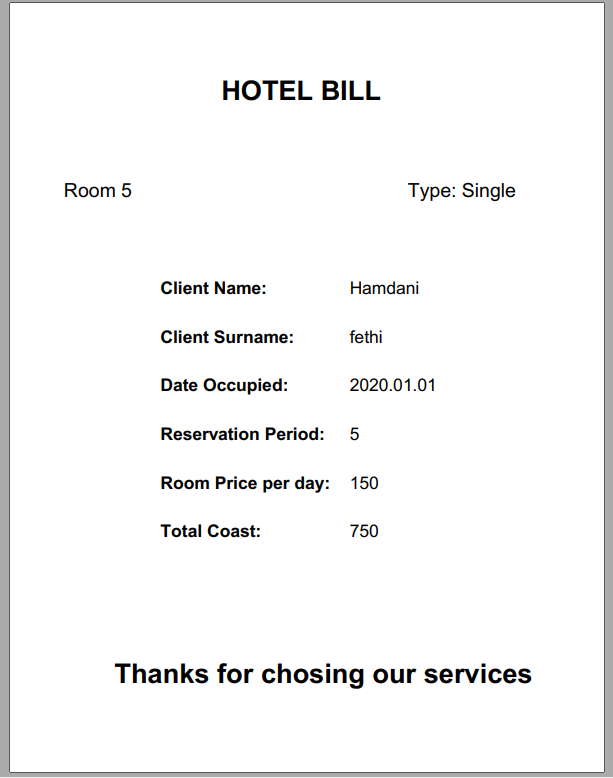 HOTEL BILL
Room 5 Type: Single
Client Name: Hamdani
Client Surname: fethi
Date Occupied: 2020.01.01
Reservation Period: 5
Room Price per day: 150
Total Coast: 750
Thanks for chosing our services